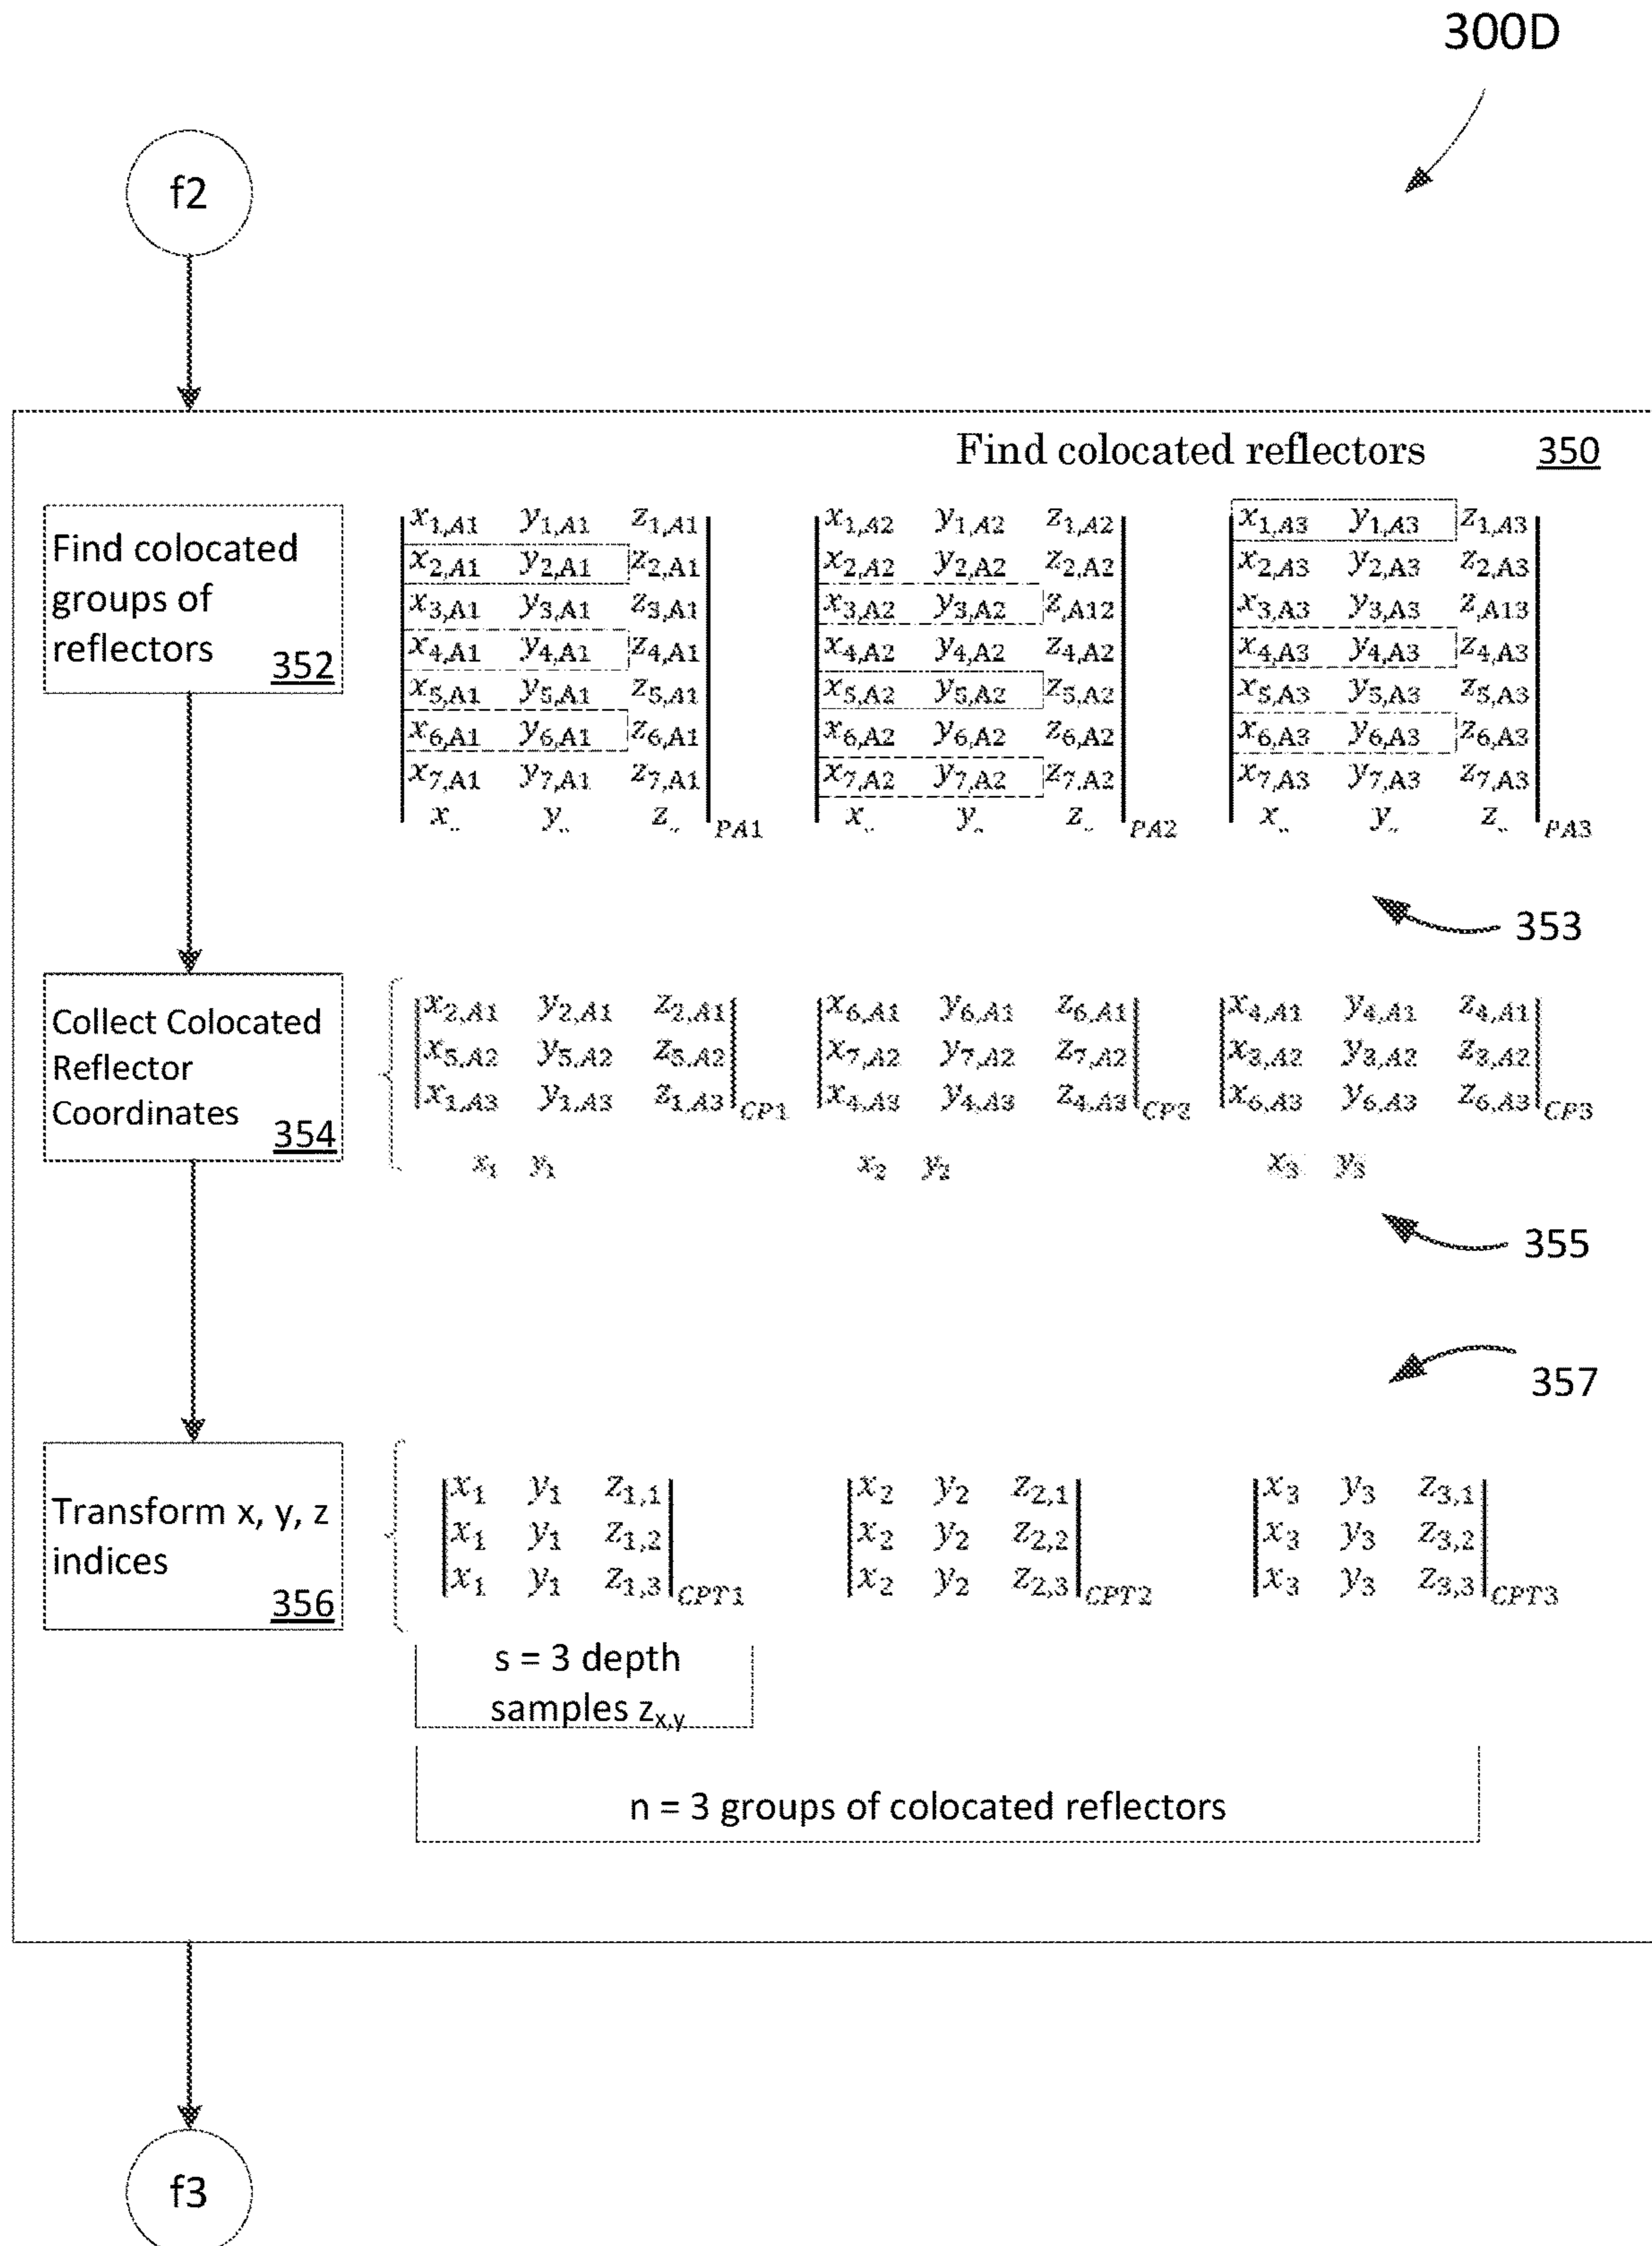 300D
f2
Find colocated reflectors 350
Find colocated
groups of
reflectors 352
x1,A1 y1,A1 z1,A1
x2,A1 y2,A1 z2,A1
x3,A1 y3,A1 z3,A1
x4,A1 y4,A1 z4,A1
x5,A1 y5,A1 z5,A1
x6,A1 y6,A1 z6,A1
x7,A1 y7,A1 z7,A1
x.. y.. z.. PA1
x1,A2 y1,A2 z1,A2
x2,A2 y2,A2 z2,A2
x3,A2 y3,A2 z,A12
x4,A2 y4,A2 z4,A2
x5,A2 y5,A2 z5,A2
x6,A2 y6,A2 z6,A2
x7,A2 y7,A2 z7,A2
x.. y.. z.. PA2
x1,A3 y1,A3 z1,A3
x2,A3 y2,A3 z2,A3
x3,A3 y3,A3 z,A13
x4,A3 y4,A3 z4,A3
x5,A3 y5,A3 z5,A3
x6,A3 y6,A3 z6,A3
x7,A3 y7,A3 z7,A3
x.. y.. z.. PA3
353
Collect Colocated
Reflector
Coordinates 354
x2,A1 y2,A1 z2,A1
x5,A2 y5,A2 z5,A2
x1,A3 y1,A3 z1,A3 CP1
x1 y1
x6,A1 y6,A1 z6,A1
x7,A2 y7,A2 z7,A2
x4,A3 y4,A3 z4,A3 CP2
x2 y2
x4,A1 y4,A1 z4,A1
x3,A2 y3,A2 z3,A2
x6,A3 y6,A3 z6,A3 CP3
x3 y3
355
357
Transform x, y, z
indices
356
x1 y1 z1,1
x1 y1 z1,2
x1 y1 z1,3 CPT1
x2 y2 z2,1
x2 y2 z2,2
x2 y2 z2,3 CPT2
x3 y3 z3,1
x3 y3 z3,2
x3 y3 z3,3 CPT3
s = 3 depth
samples zx,y
n = 3 groups of colocated reflectors
f3